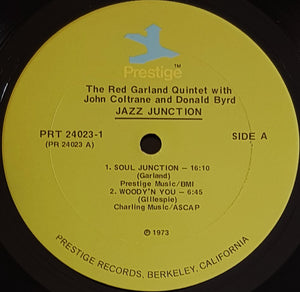 Prestige™
The Red Garland Quintet with
John Coltrane and Donald Byrd
JAZZ JUNCTION
PRT 24023-1
SIDE A
(PR 24023 A)
1. SOUL JUNCTION — 16:10
(Garland)
Prestige Music/BMI
2. WOODY'N YOU — 6:45
(Gillespie)
Charling Music/ASCAP
℗ 1973
PRESTIGE RECORDS, BERKELEY, CALIFORNIA